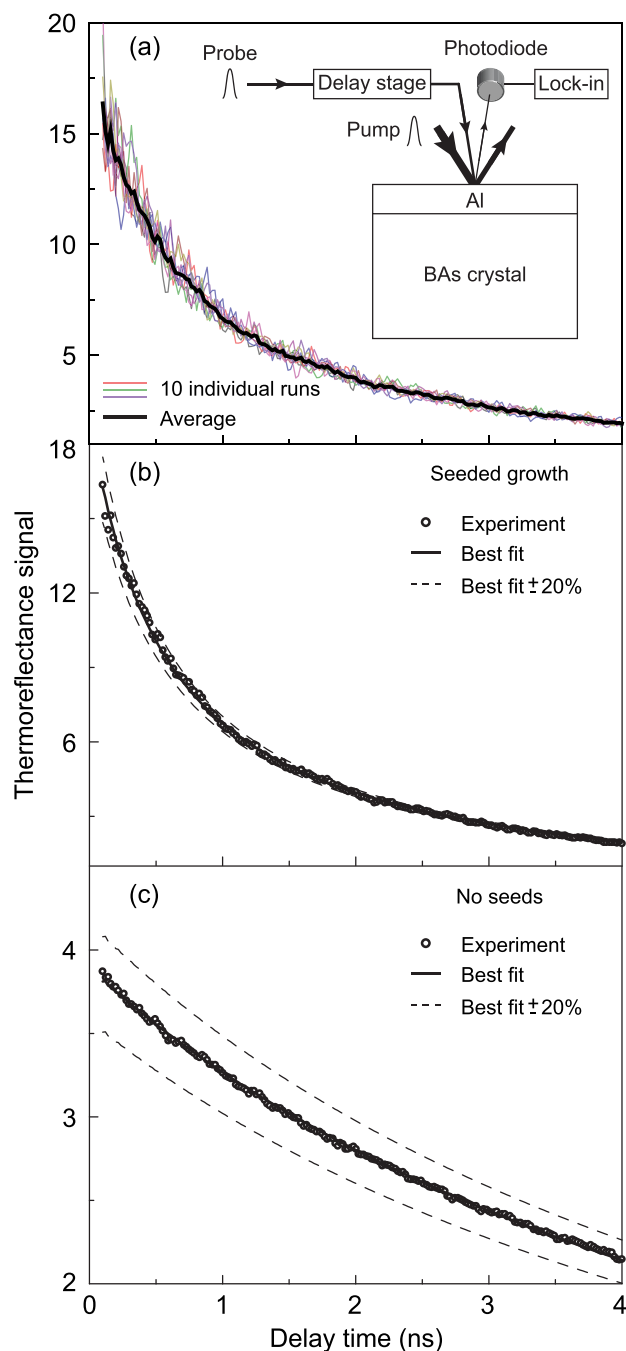 20
15
10
5
(a)
Probe
Delay stage
Photodiode
Lock-in
Pump
Al
BAs crystal
10 individual runs
Average
Thermoreflectance signal
18
12
6
(b)
Seeded growth
Experiment
Best fit
Best fit ± 20%
4
3
2
(c)
No seeds
Experiment
Best fit
Best fit ± 20%
0 1 2 3 4
Delay time (ns)